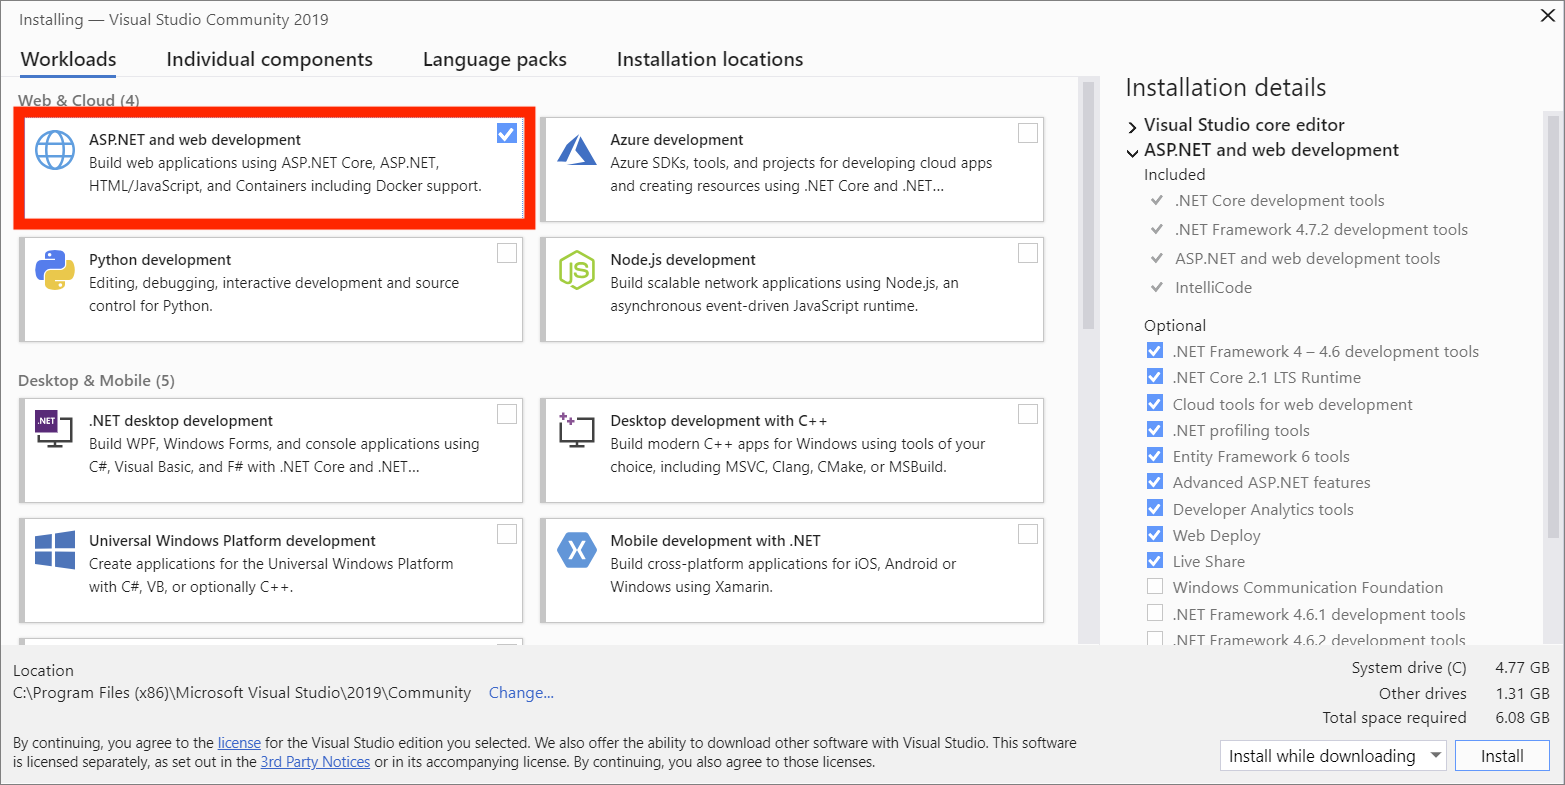 Installing — Visual Studio Community 2019
Workloads
Individual components
Language packs
Installation locations
Web & Cloud (4)
ASP.NET and web development
Build web applications using ASP.NET Core, ASP.NET,
HTML/JavaScript, and Containers including Docker support.
Azure development
Azure SDKs, tools, and projects for developing cloud apps
and creating resources using .NET Core and .NET...
Python development
Editing, debugging, interactive development and source
control for Python.
JS
Node.js development
Build scalable network applications using Node.js, an
asynchronous event-driven JavaScript runtime.
Desktop & Mobile (5)
.NET
.NET desktop development
Build WPF, Windows Forms, and console applications using
C#, Visual Basic, and F# with .NET Core and .NET...
Desktop development with C++
Build modern C++ apps for Windows using tools of your
choice, including MSVC, Clang, CMake, or MSBuild.
Universal Windows Platform development
Create applications for the Universal Windows Platform
with C#, VB, or optionally C++.
Mobile development with .NET
Build cross-platform applications for iOS, Android or
Windows using Xamarin.
Installation details
Visual Studio core editor
ASP.NET and web development
Included
.NET Core development tools
.NET Framework 4.7.2 development tools
ASP.NET and web development tools
IntelliCode
Optional
.NET Framework 4 – 4.6 development tools
.NET Core 2.1 LTS Runtime
Cloud tools for web development
.NET profiling tools
Entity Framework 6 tools
Advanced ASP.NET features
Developer Analytics tools
Web Deploy
Live Share
Windows Communication Foundation
.NET Framework 4.6.1 development tools
.NET Framework 4.6.2 development tools
Location
C:\Program Files (x86)\Microsoft Visual Studio\2019\Community Change...
System drive (C) 4.77 GB
Other drives 1.31 GB
Total space required 6.08 GB
By continuing, you agree to the license for the Visual Studio edition you selected. We also offer the ability to download other software with Visual Studio. This software
is licensed separately, as set out in the 3rd Party Notices or in its accompanying license. By continuing, you also agree to those licenses.
Install while downloading
Install